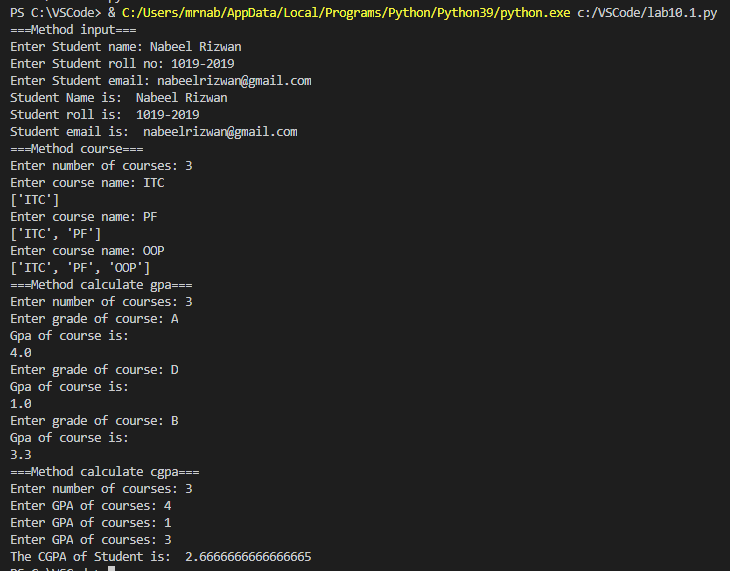 PS C:\VSCode> & C:/Users/mrnab/AppData/Local/Programs/Python/Python39/python.exe c:/VSCode/lab10.1.py
===Method input===
Enter Student name: Nabeel Rizwan
Enter Student roll no: 1019-2019
Enter Student email: nabeelrizwan@gmail.com
Student Name is:  Nabeel Rizwan
Student roll is:  1019-2019
Student email is:  nabeelrizwan@gmail.com
===Method course===
Enter number of courses: 3
Enter course name: ITC
['ITC']
Enter course name: PF
['ITC', 'PF']
Enter course name: OOP
['ITC', 'PF', 'OOP']
===Method calculate gpa===
Enter number of courses: 3
Enter grade of course: A
Gpa of course is:
4.0
Enter grade of course: D
Gpa of course is:
1.0
Enter grade of course: B
Gpa of course is:
3.3
===Method calculate cgpa===
Enter number of courses: 3
Enter GPA of courses: 4
Enter GPA of courses: 1
Enter GPA of courses: 3
The CGPA of Student is:  2.6666666666666665
PS C:\VSCode>